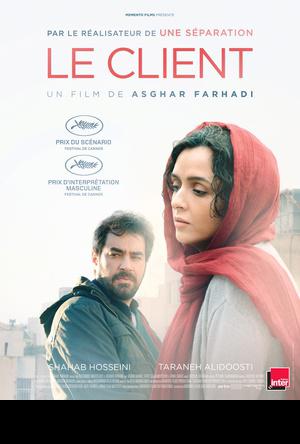 MEMENTO FILMS PRÉSENTE
PAR LE RÉALISATEUR DE UNE SÉPARATION
LE CLIENT
UN FILM DE ASGHAR FARHADI
PRIX DU SCÉNARIO
FESTIVAL DE CANNES
PRIX D'INTERPRÉTATION
MASCULINE
FESTIVAL DE CANNES
SHAHAB HOSSEINI
TARANEH ALIDOOSTI
france
inter